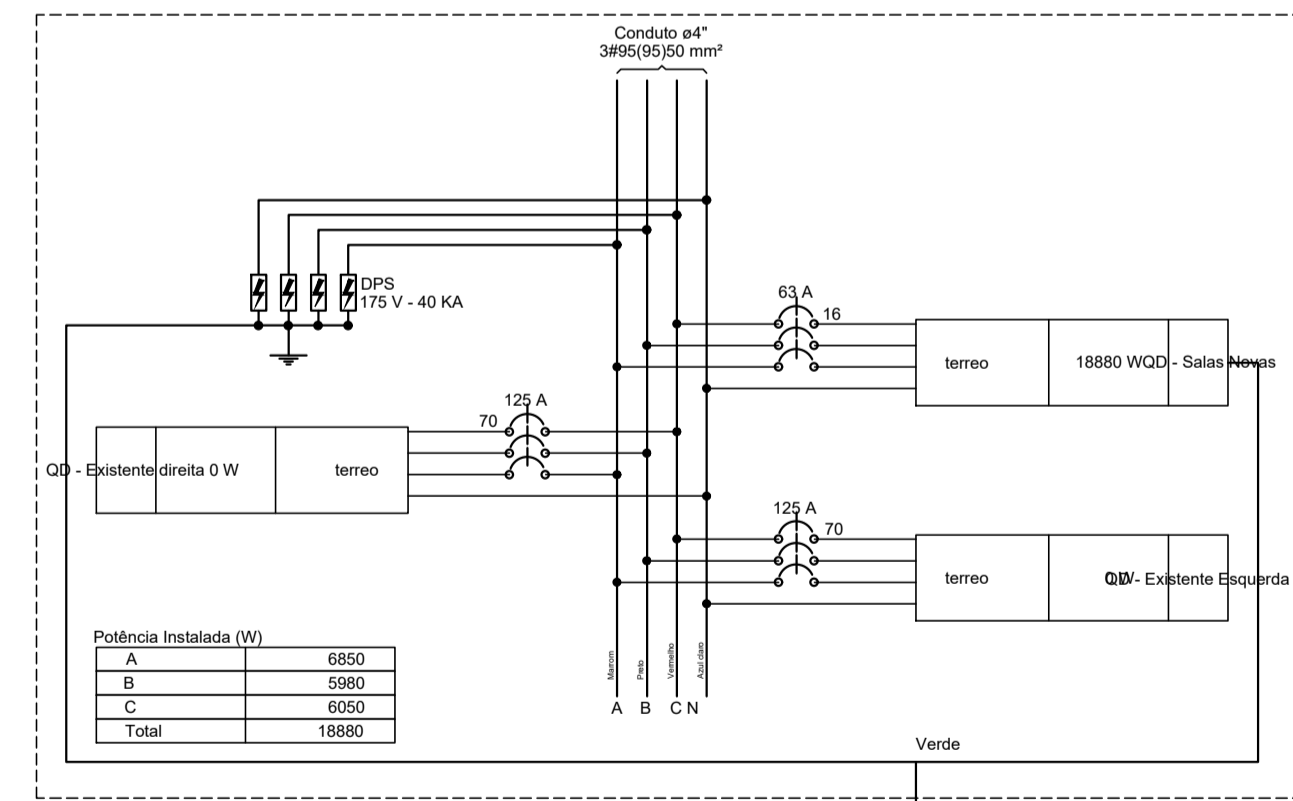 Conduto ø4"
3#95(95)50 mm²
DPS
175 V - 40 KA
63 A
16
terreo
18880 W
QD - Salas Novas
125 A
70
QD - Existente direita
0 W
terreo
125 A
70
terreo
0 W
QD - Existente Esquerda
Potência Instalada (W)
A 6850
B 5980
C 6050
Total 18880
Marrom
Preto
Vermelho
Azul claro
A B C N
Verde